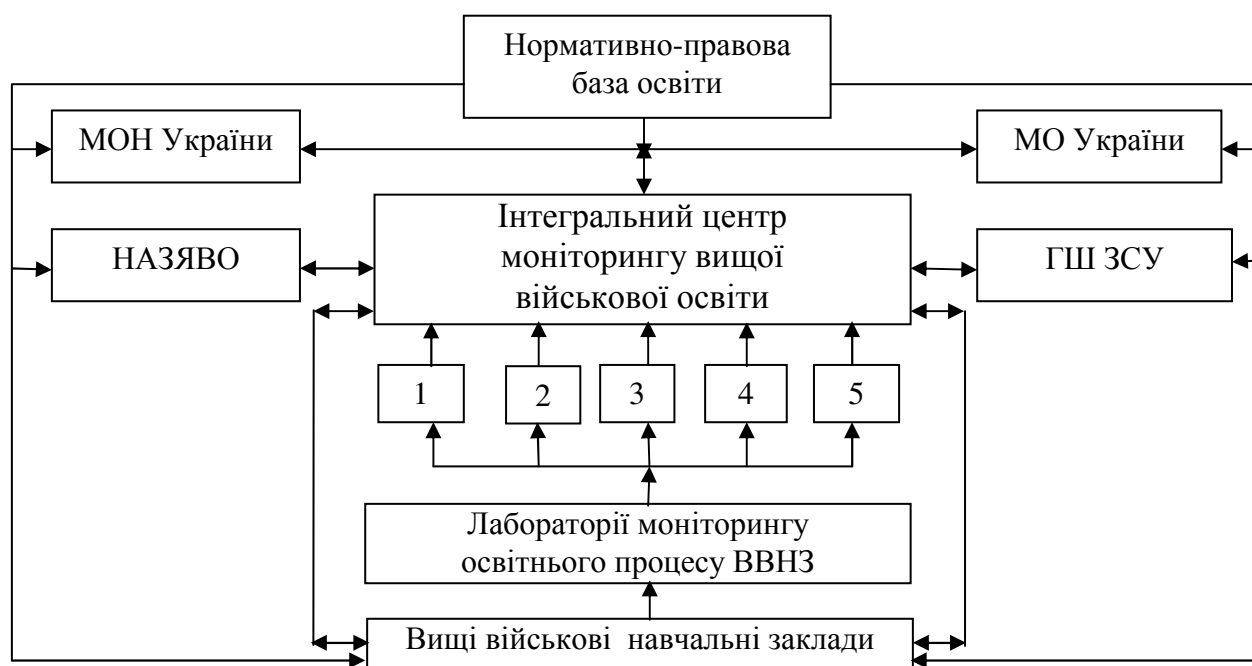 Нормативно-правова
база освіти
МОН України
МО України
Інтегральний центр
моніторингу вищої
військової освіти
НАЗЯВО
ГШ ЗСУ
1
2
3
4
5
Лабораторії моніторингу
освітнього процесу ВВНЗ
Вищі військові навчальні заклади